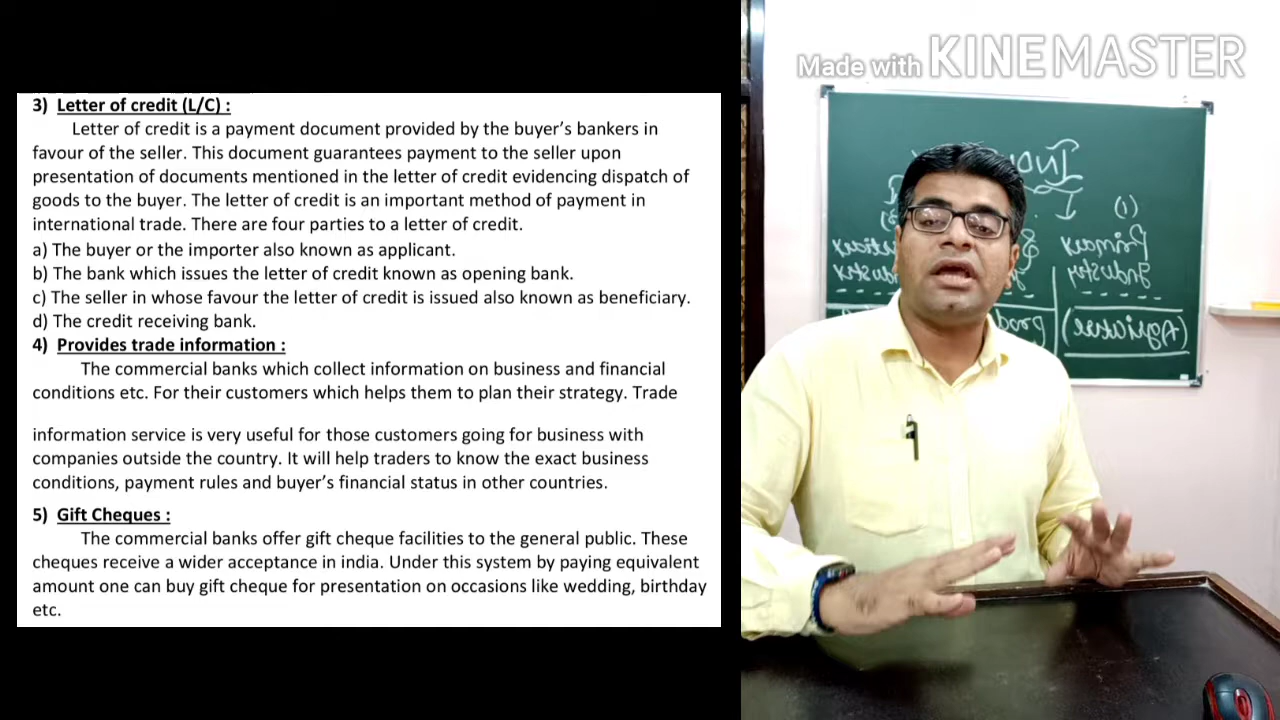 3) Letter of credit (L/C) :
Letter of credit is a payment document provided by the buyer's bankers in
favour of the seller. This document guarantees payment to the seller upon
presentation of documents mentioned in the letter of credit evidencing dispatch of
goods to the buyer. The letter of credit is an important method of payment in
international trade. There are four parties to a letter of credit.
a) The buyer or the importer also known as applicant.
b) The bank which issues the letter of credit known as opening bank.
c) The seller in whose favour the letter of credit is issued also known as beneficiary.
d) The credit receiving bank.
4) Provides trade information :
The commercial banks which collect information on business and financial
conditions etc. For their customers which helps them to plan their strategy. Trade
information service is very useful for those customers going for business with
companies outside the country. It will help traders to know the exact business
conditions, payment rules and buyer's financial status in other countries.
5) Gift Cheques :
The commercial banks offer gift cheque facilities to the general public. These
cheques receive a wider acceptance in india. Under this system by paying equivalent
amount one can buy gift cheque for presentation on occasions like wedding, birthday
etc.
Made with KINEMASTER
(1)
Primary
Industry
(Agriculture)